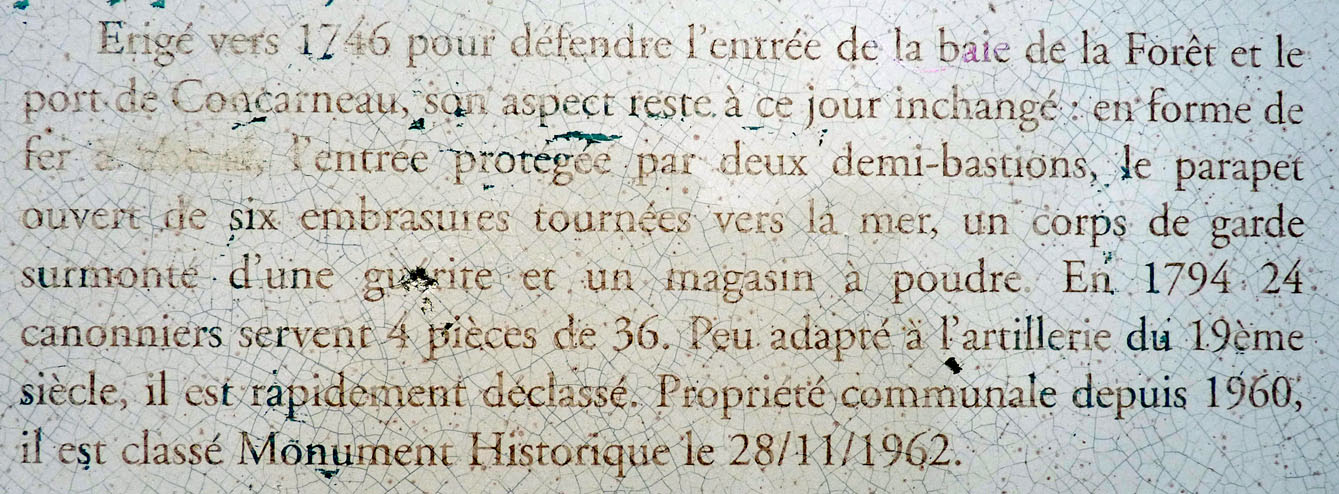 Erigé vers 1746 pour défendre l'entrée de la baie de la Forêt et le
port de Concarneau, son aspect reste à ce jour inchangé : en forme de
fer à l'entrée protégée par deux demi-bastions, le parapet
ouvert de six embrasures tournées vers la mer, un corps de garde
surmonté d'une guérite et un magasin à poudre. En 1794 24
canonniers servent 4 pièces de 36. Peu adapté à l'artillerie du 19ème
siècle, il est rapidement déclassé. Propriété communale depuis 1960,
il est classé Monument Historique le 28/11/1962.